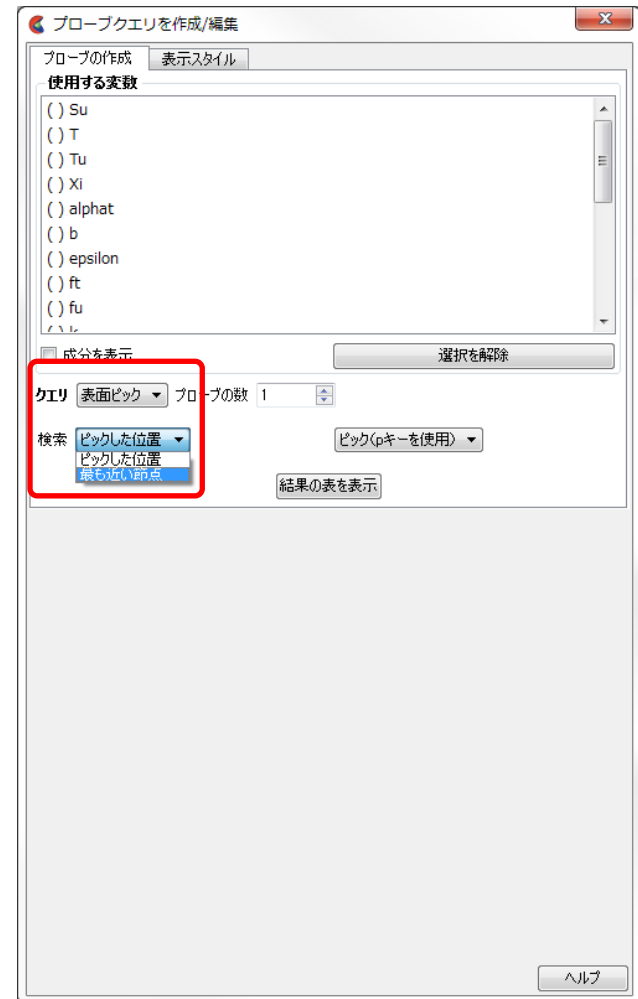 プローブクエリを作成/編集
プローブの作成 表示スタイル
使用する変数
( ) Su
( ) T
( ) Tu
( ) Xi
( ) alphat
( ) b
( ) epsilon
( ) ft
( ) fu
( ) k
成分を表示 選択を解除
クエリ 表面ピック プローブの数 1
検索 ピックした位置 ピック(pキーを使用)
ピックした位置
最も近い節点
結果の表を表示
ヘルプ